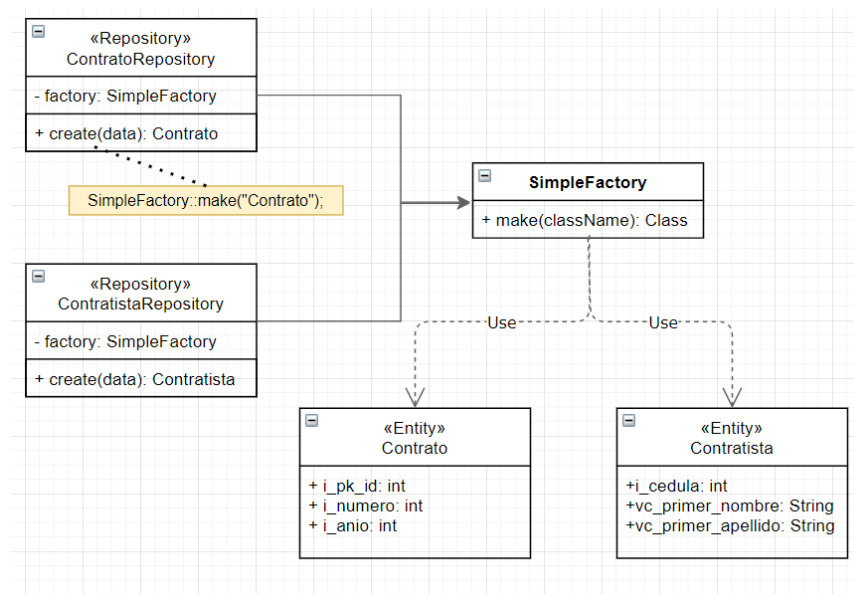 «Repository»
ContratoRepository
- factory: SimpleFactory
+ create(data): Contrato
SimpleFactory::make("Contrato");
«Repository»
ContratistaRepository
- factory: SimpleFactory
+ create(data): Contratista
SimpleFactory
+ make(className): Class
Use
Use
«Entity»
Contrato
+ i_pk_id: int
+ i_numero: int
+ i_anio: int
«Entity»
Contratista
+i_cedula: int
+vc_primer_nombre: String
+vc_primer_apellido: String